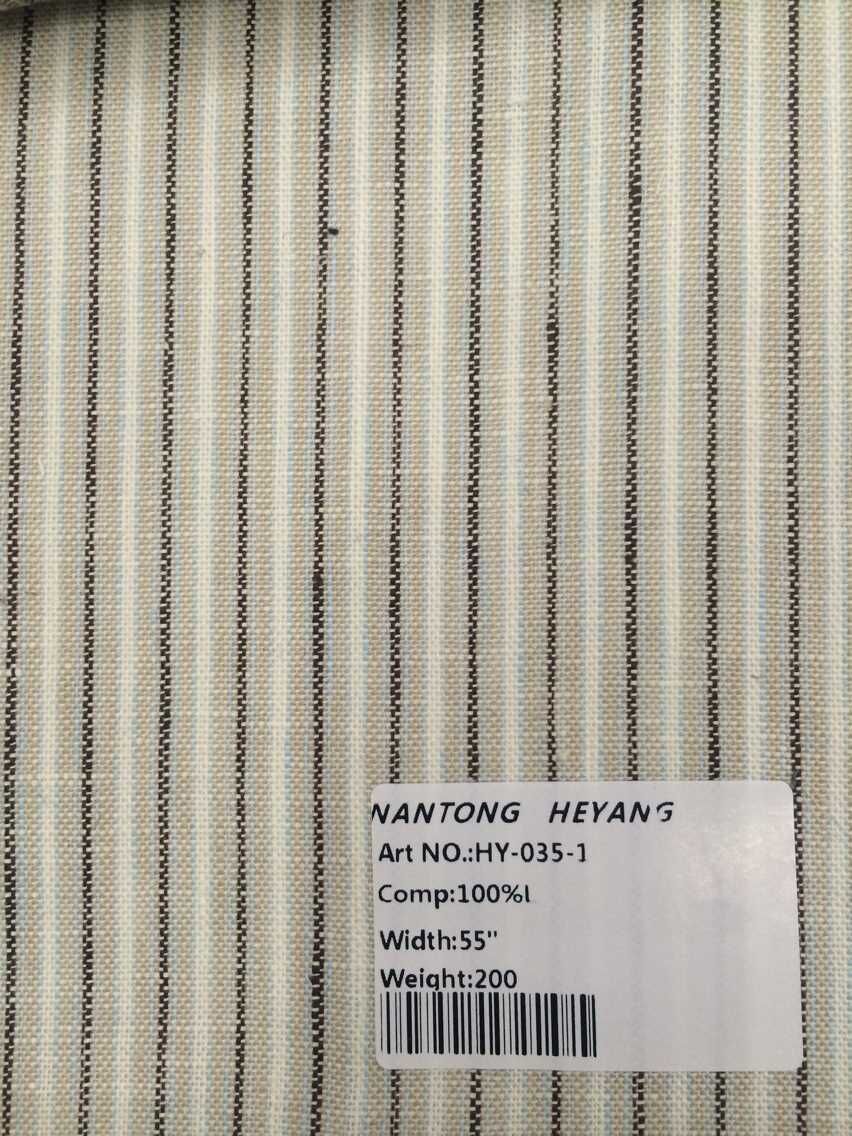 NANTONG HEYANG
Art NO.:HY-035-1
Comp:100%l
Width:55"
Weight:200